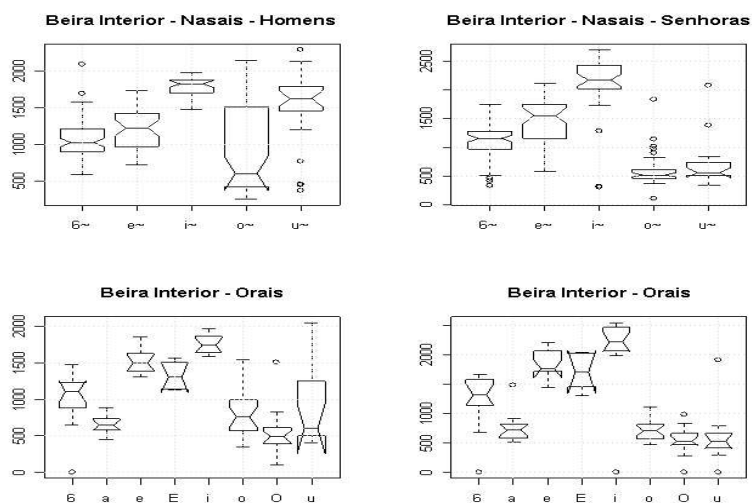 Beira Interior - Nasais - Homens
2000
1500
1000
500
6~ e~ i~ o~ u~
Beira Interior - Nasais - Senhoras
2500
1500
500
0
6~ e~ i~ o~ u~
Beira Interior - Orais
2000
1500
1000
500
0
6 a e E i o O u
Beira Interior - Orais
2000
1000
500
0
6 a e E i o O u